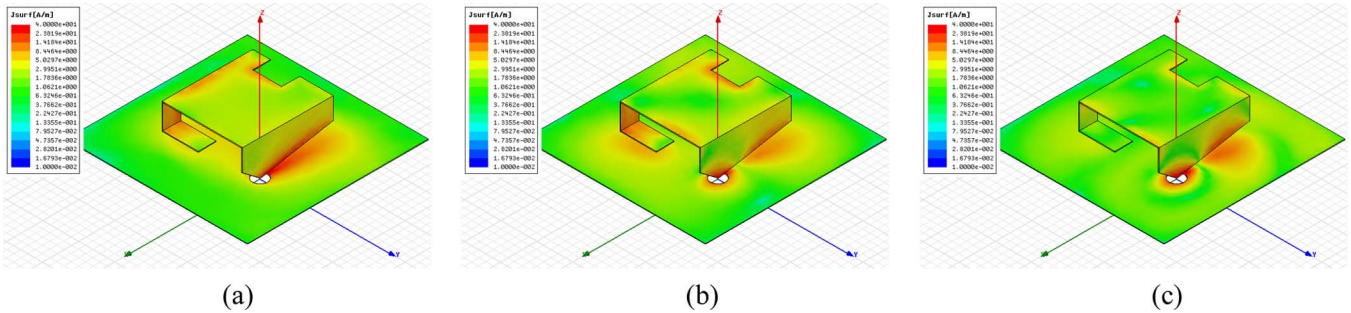 Jsurf[A/m]
4.0000e+001
2.3819e+001
1.4184e+001
8.4464e+000
5.0297e+000
2.9951e+000
1.7836e+000
1.0621e+000
6.3246e-001
3.7662e-001
2.2427e-001
1.3355e-001
7.9527e-002
4.7357e-002
2.8201e-002
1.6793e-002
1.0000e-002
Z
X
Y
(a)
Jsurf[A/m]
4.0000e+001
2.3819e+001
1.4184e+001
8.4464e+000
5.0297e+000
2.9951e+000
1.7836e+000
1.0621e+000
6.3246e-001
3.7662e-001
2.2427e-001
1.3355e-001
7.9527e-002
4.7357e-002
2.8201e-002
1.6793e-002
1.0000e-002
Z
X
Y
(b)
Jsurf[A/m]
4.0000e+001
2.3819e+001
1.4184e+001
8.4464e+000
5.0297e+000
2.9951e+000
1.7836e+000
1.0621e+000
6.3246e-001
3.7662e-001
2.2427e-001
1.3355e-001
7.9527e-002
4.7357e-002
2.8201e-002
1.6793e-002
1.0000e-002
Z
X
Y
(c)